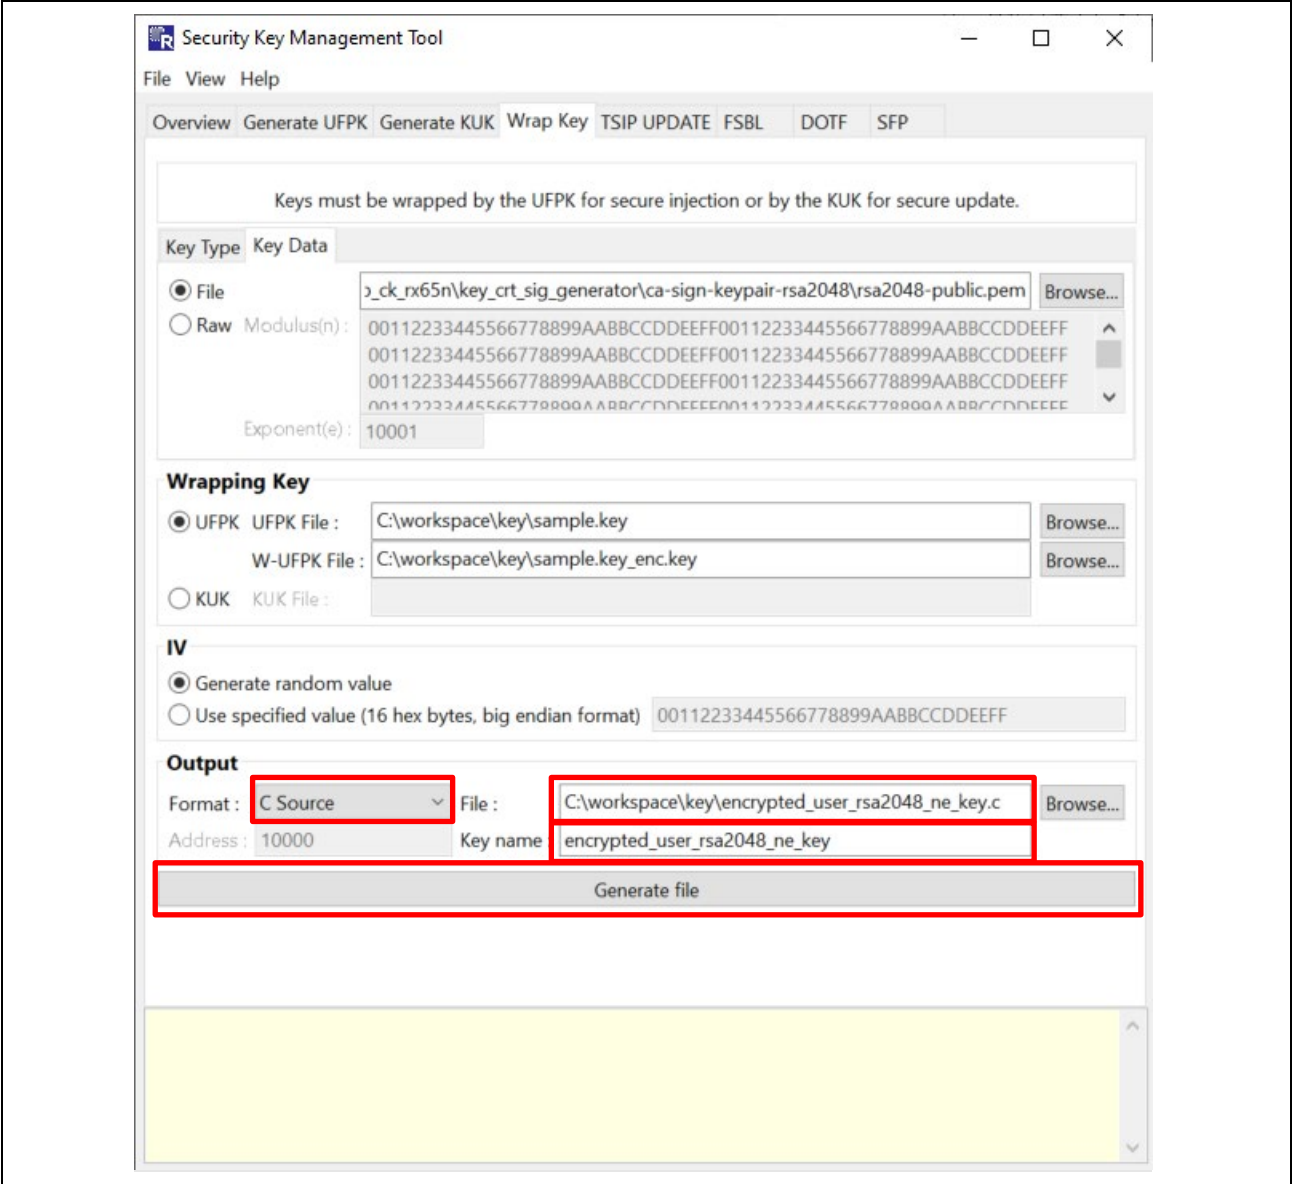 Security Key Management Tool
File View Help
Overview Generate UFPK Generate KUK Wrap Key TSIP UPDATE FSBL DOTF SFP
Keys must be wrapped by the UFPK for secure injection or by the KUK for secure update.
Key Type Key Data
File ɔ_ck_rx65n\key_crt_sig_generator\ca-sign-keypair-rsa2048\rsa2048-public.pem Browse...
Raw Modulus(n) : 00112233445566778899AABBCCDDEEFF00112233445566778899AABBCCDDEEFF
00112233445566778899AABBCCDDEEFF00112233445566778899AABBCCDDEEFF
00112233445566778899AABBCCDDEEFF00112233445566778899AABBCCDDEEFF
00112233445566778899AABBCCDDEEFF00112233445566778899AABBCCDDEEFF
Exponent(e) : 10001
Wrapping Key
UFPK UFPK File : C:\workspace\key\sample.key Browse...
W-UFPK File : C:\workspace\key\sample.key_enc.key Browse...
KUK KUK File :
IV
Generate random value
Use specified value (16 hex bytes, big endian format) 00112233445566778899AABBCCDDEEFF
Output
Format : C Source File : C:\workspace\key\encrypted_user_rsa2048_ne_key.c Browse...
Address : 10000 Key name : encrypted_user_rsa2048_ne_key
Generate file